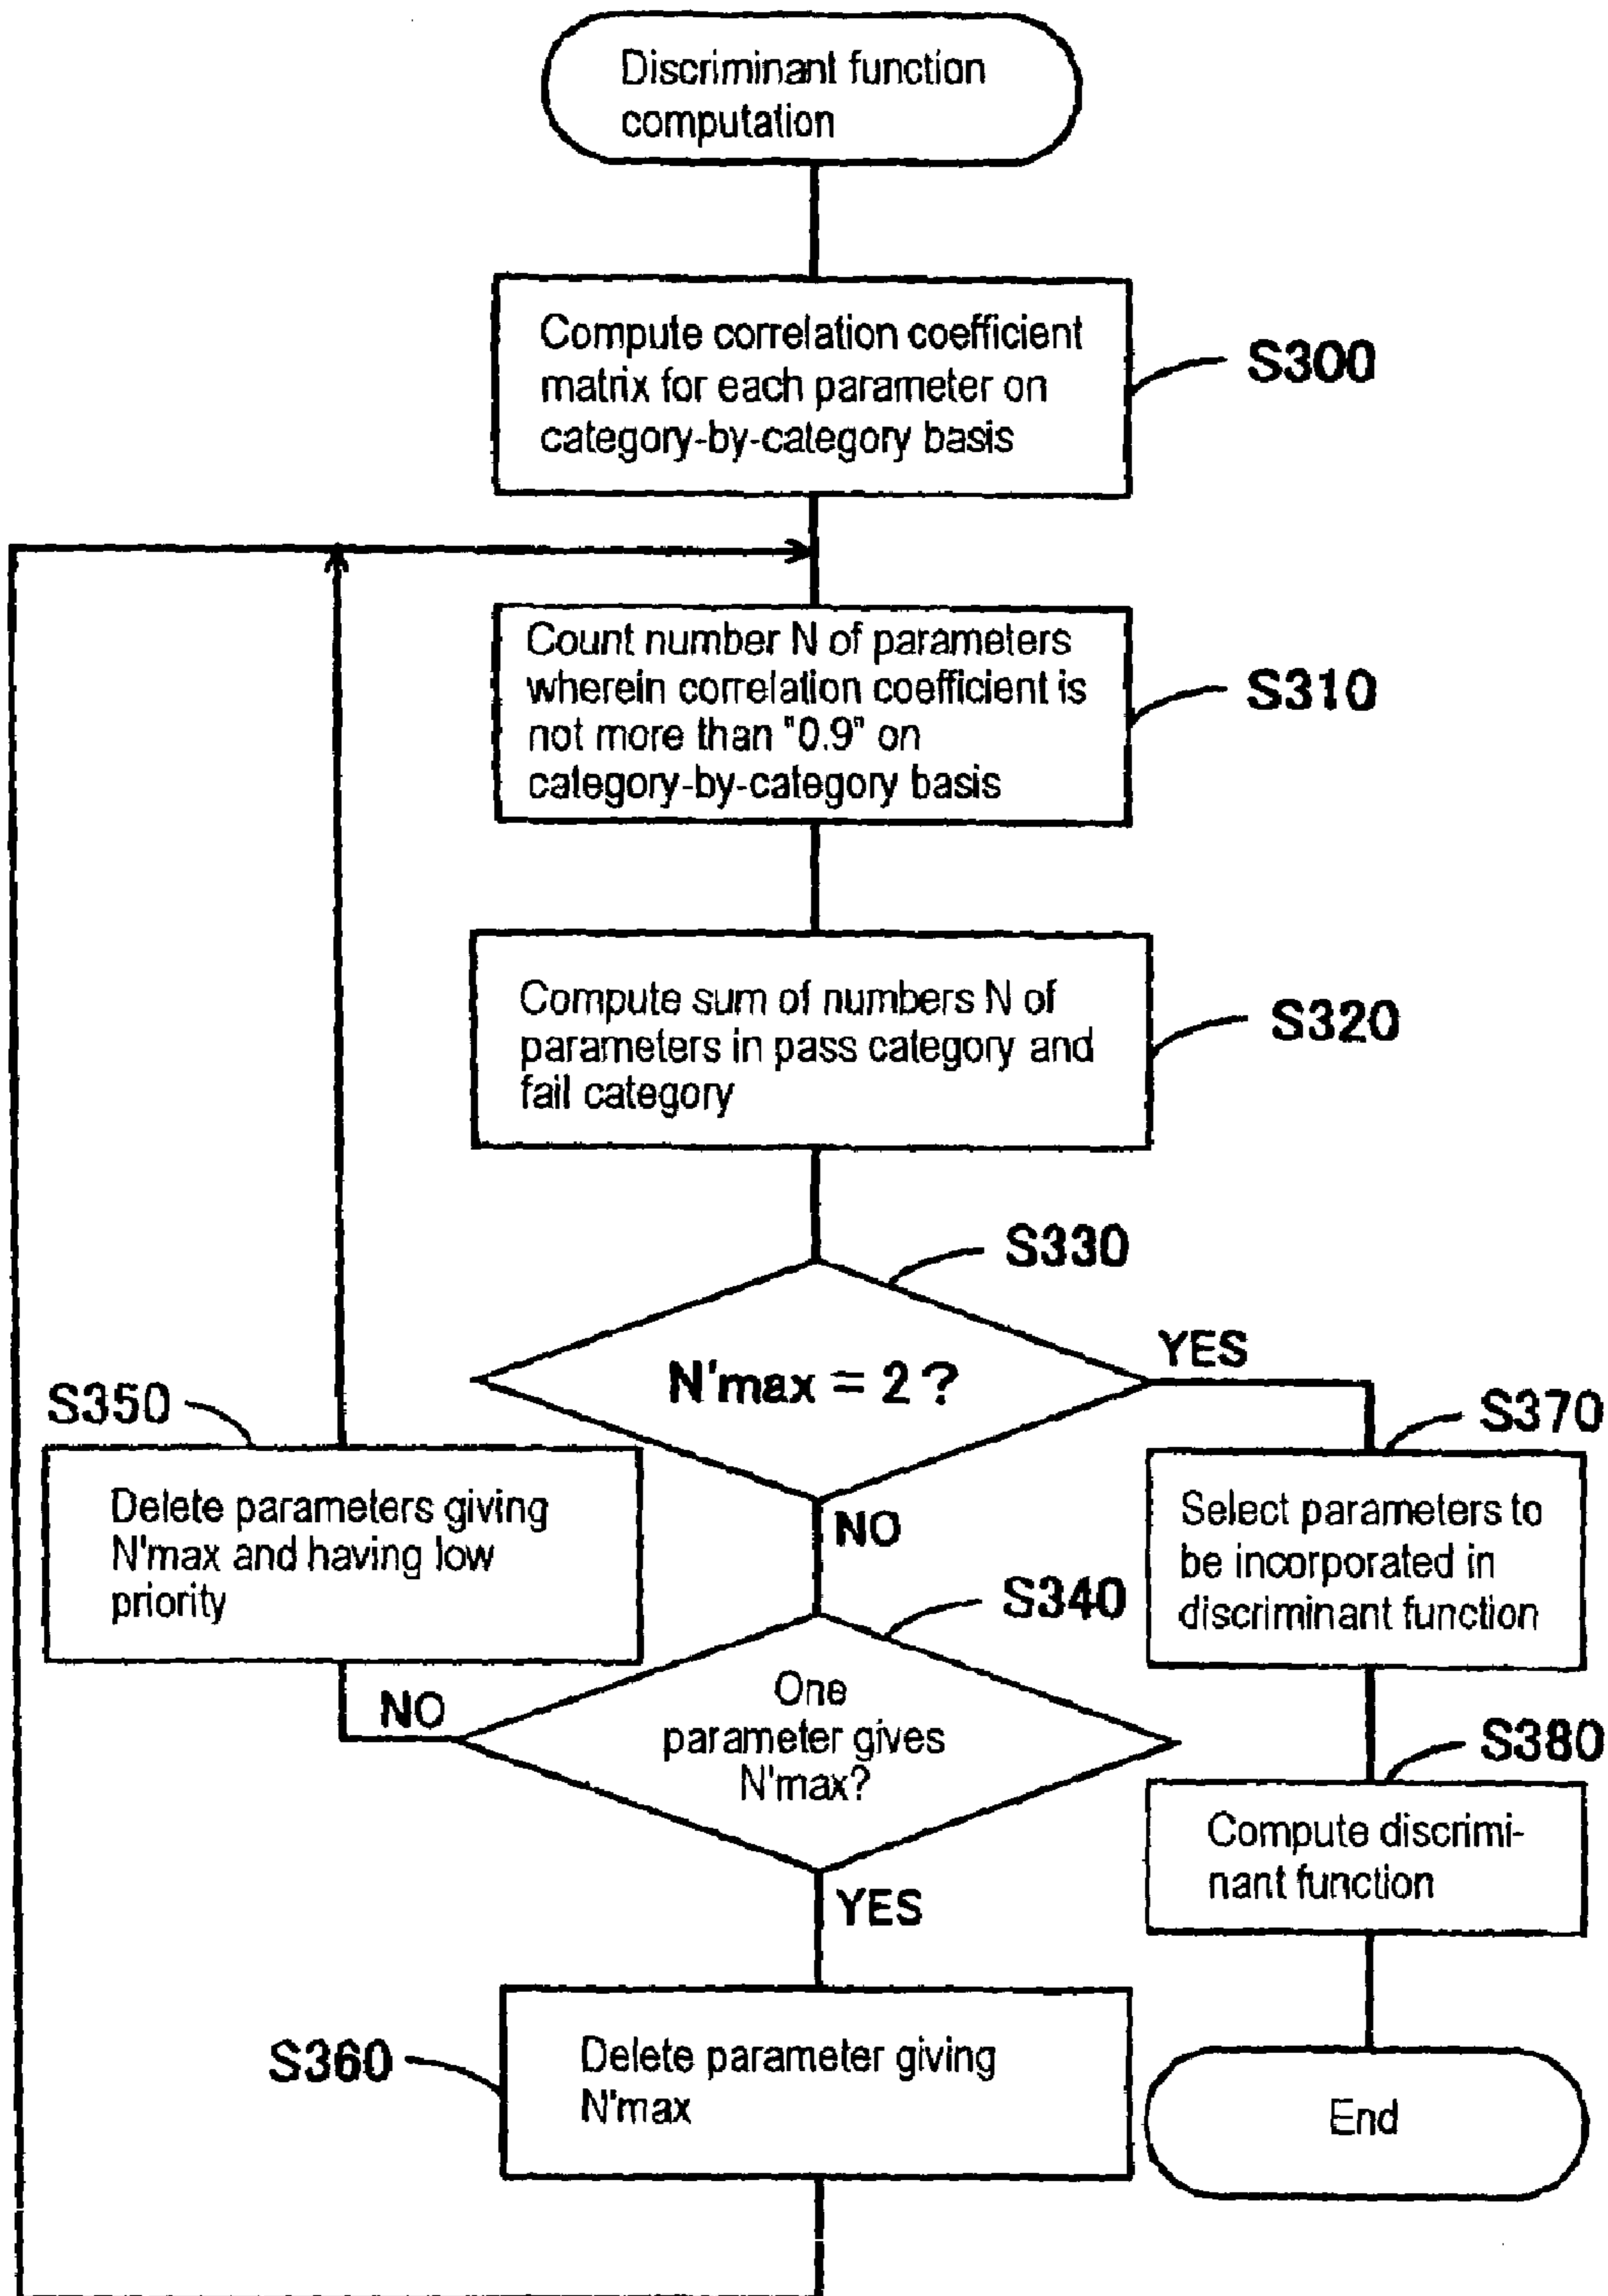 Discriminant function
computation
Compute correlation coefficient
matrix for each parameter on
category-by-category basis
S300
Count number N of parameters
wherein correlation coefficient is
not more than "0.9" on
category-by-category basis
S310
Compute sum of numbers N of
parameters in pass category and
fail category
S320
S330
N'max = 2 ?
YES
NO
S350
Delete parameters giving
N'max and having low
priority
S370
Select parameters to
be incorporated in
discriminant function
S340
One
parameter gives
N'max?
NO
YES
S380
Compute discrimi-
nant function
S360
Delete parameter giving
N'max
End